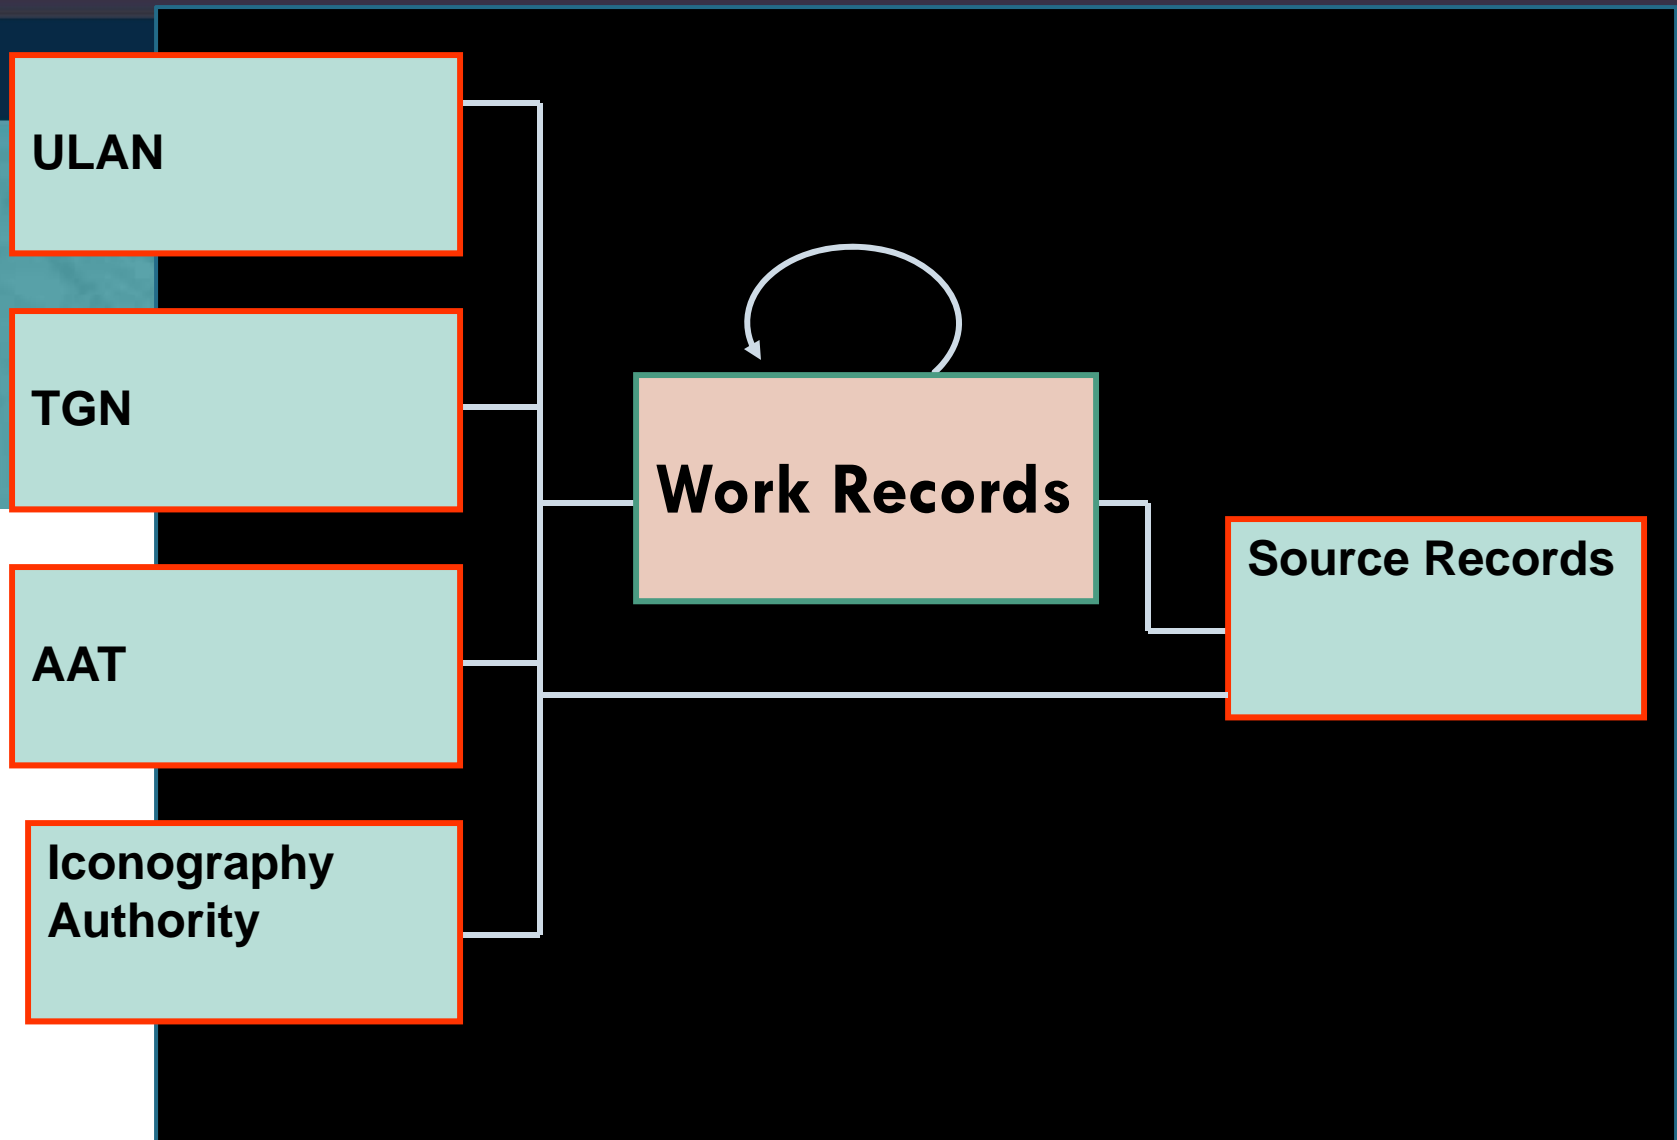 ULAN
TGN
AAT
Iconography
Authority
Work Records
Source Records